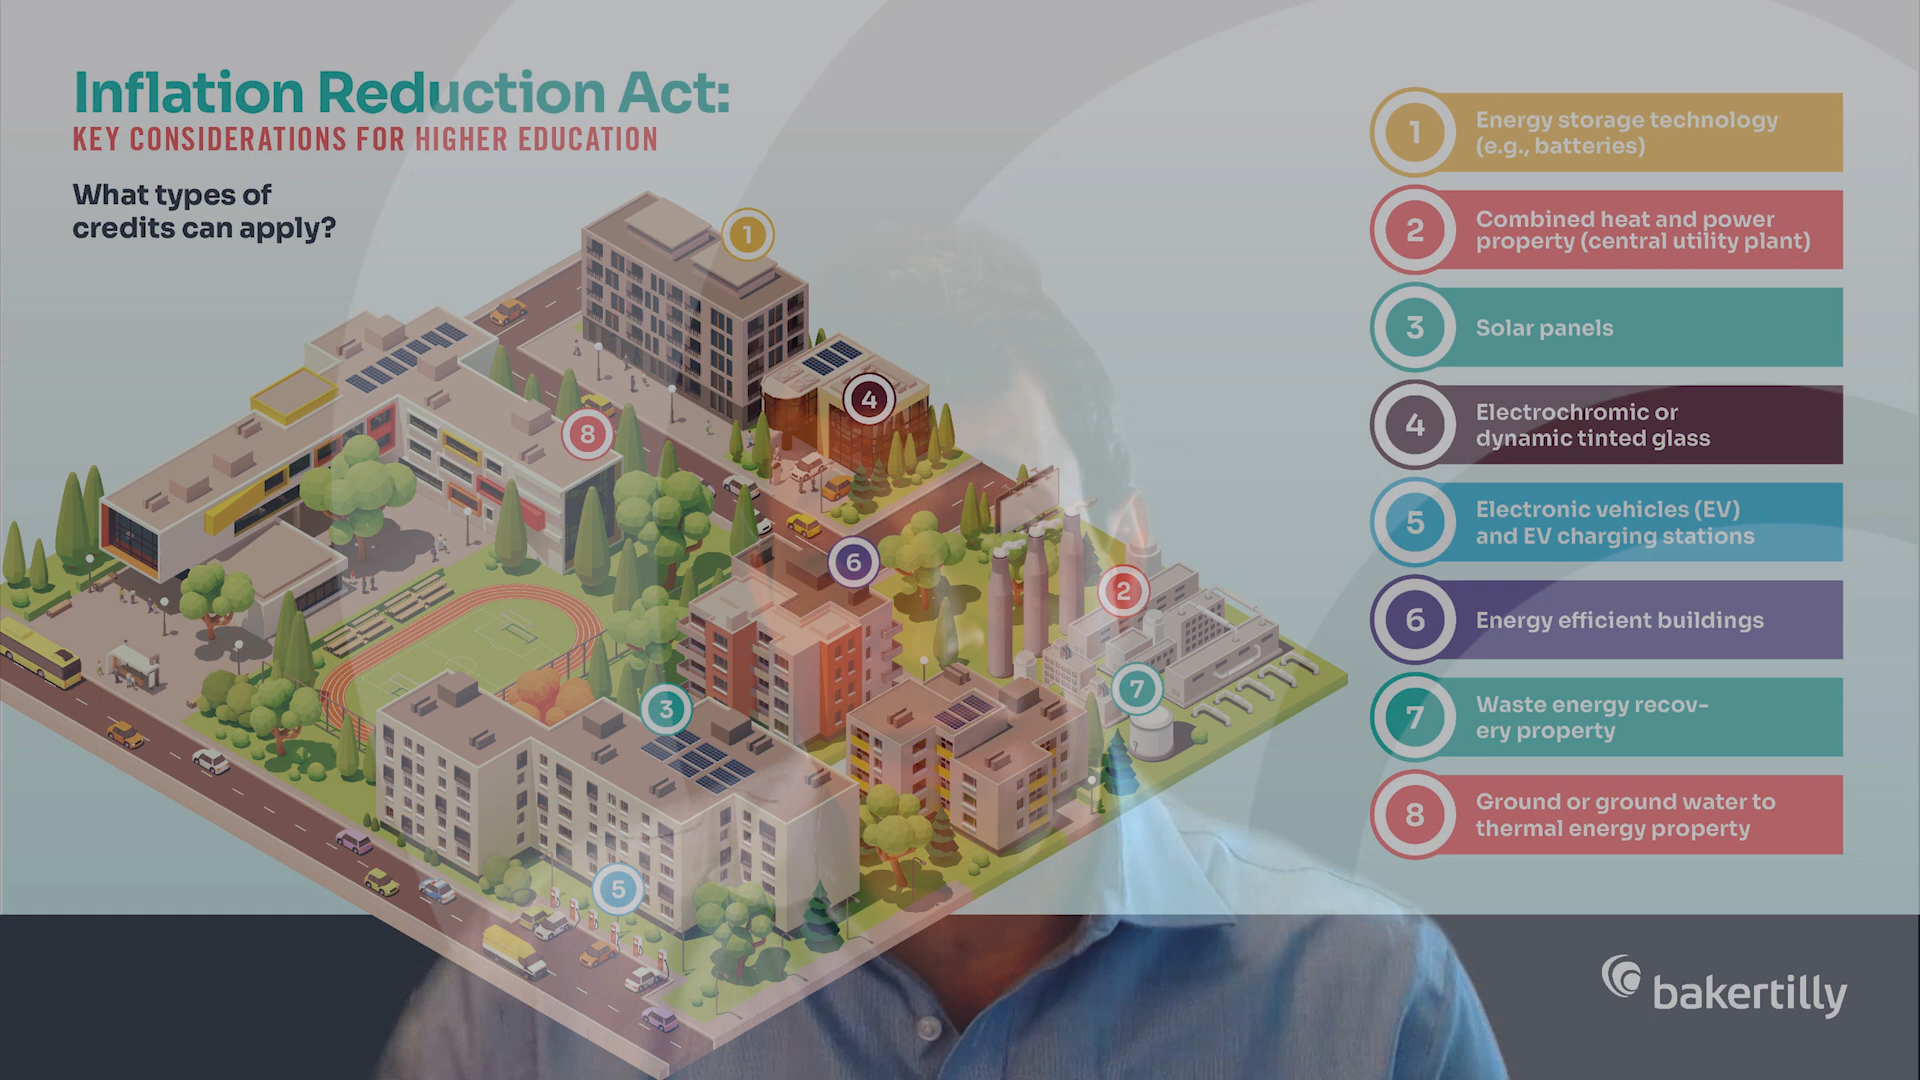 Inflation Reduction Act:
KEY CONSIDERATIONS FOR HIGHER EDUCATION
What types of
credits can apply?
1
8
4
6
2
7
3
5
1
Energy storage technology
(e.g., batteries)
2
Combined heat and power
property (central utility plant)
3
Solar panels
4
Electrochromic or
dynamic tinted glass
5
Electronic vehicles (EV)
and EV charging stations
6
Energy efficient buildings
7
Waste energy recov-
ery property
8
Ground or ground water to
thermal energy property
bakertilly